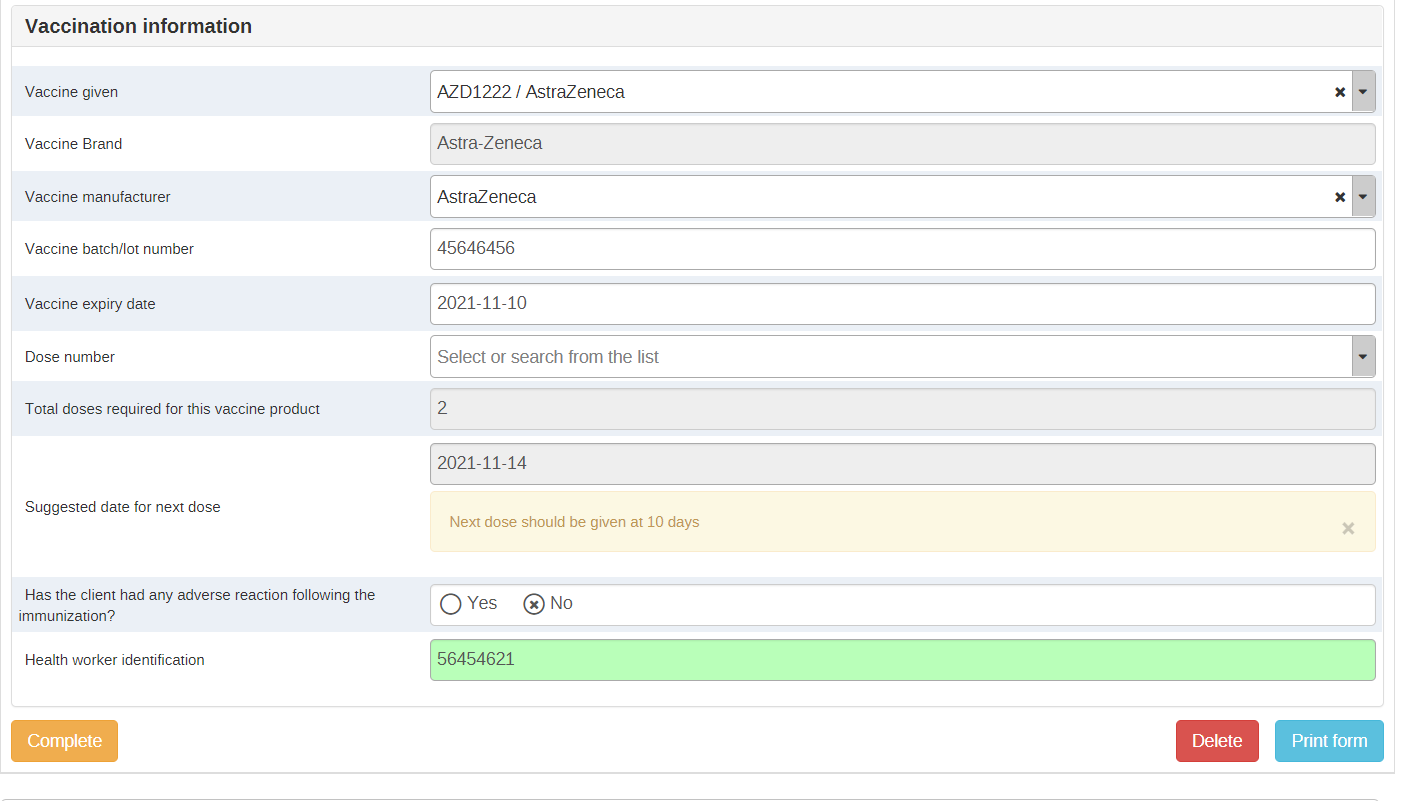 Vaccination information
Vaccine given
AZD1222 / AstraZeneca
Vaccine Brand
Astra-Zeneca
Vaccine manufacturer
AstraZeneca
Vaccine batch/lot number
45646456
Vaccine expiry date
2021-11-10
Dose number
Select or search from the list
Total doses required for this vaccine product
2
2021-11-14
Suggested date for next dose
Next dose should be given at 10 days
Has the client had any adverse reaction following the
immunization?
Yes No
Health worker identification
56454621
Complete
Delete
Print form